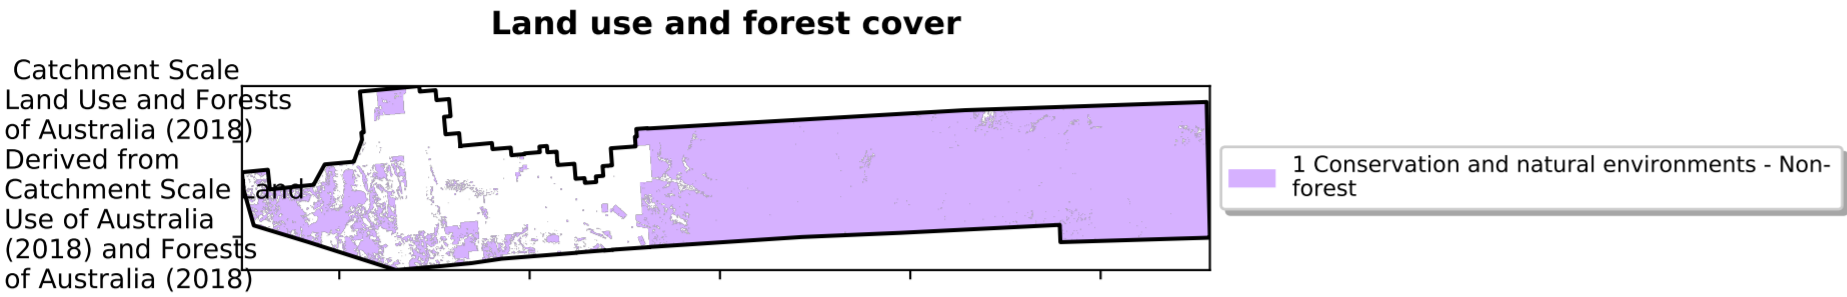 Land use and forest cover
Catchment Scale
Land Use and Forests
of Australia (2018)
Derived from
Catchment Scale Land
Use of Australia
(2018) and Forests
of Australia (2018)
1 Conservation and natural environments - Non-
forest